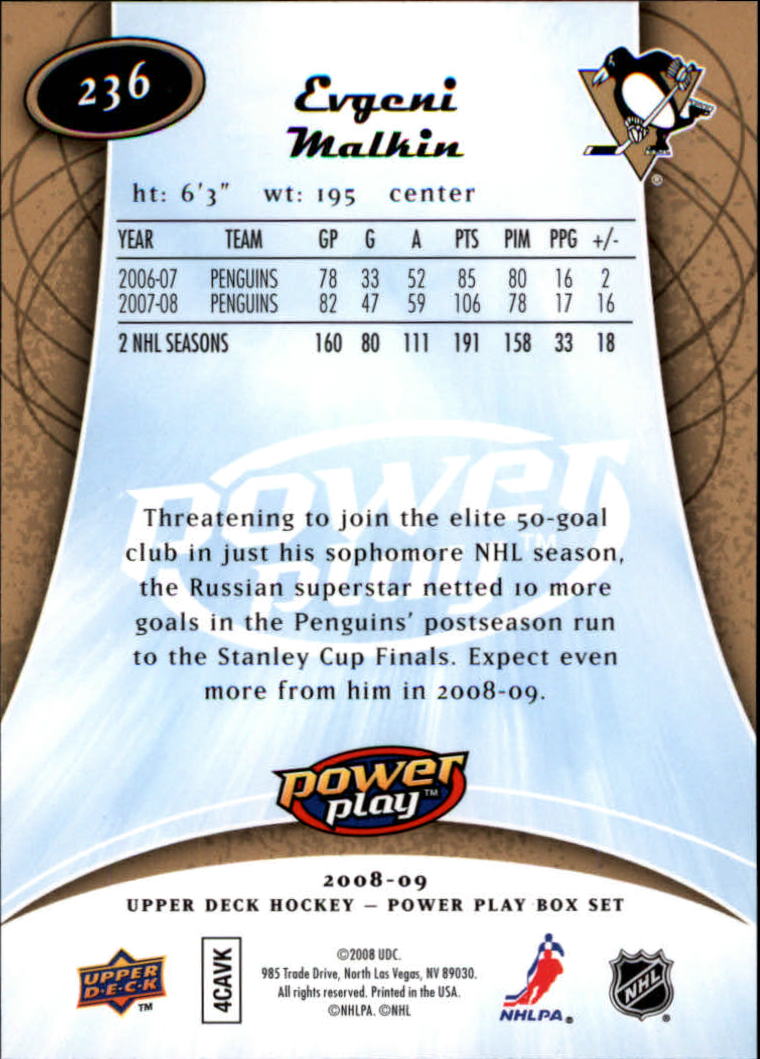 236
Evgeni
Malkin
ht: 6'3" wt: 195 center
YEAR TEAM GP G A PTS PIM PPG +/-
2006-07 PENGUINS 78 33 52 85 80 16 2
2007-08 PENGUINS 82 47 59 106 78 17 16
2 NHL SEASONS 160 80 111 191 158 33 18
power play TM
Threatening to join the elite 50-goal
club in just his sophomore NHL season,
the Russian superstar netted 10 more
goals in the Penguins' postseason run
to the Stanley Cup Finals. Expect even
more from him in 2008-09.
power
play TM
2008-09
UPPER DECK HOCKEY – POWER PLAY BOX SET
UPPER
D•E•C•K
TM
4CAVK
©2008 UDC.
985 Trade Drive, North Las Vegas, NV 89030.
All rights reserved. Printed in the USA.
©NHLPA. ©NHL
NHLPA®
NHL